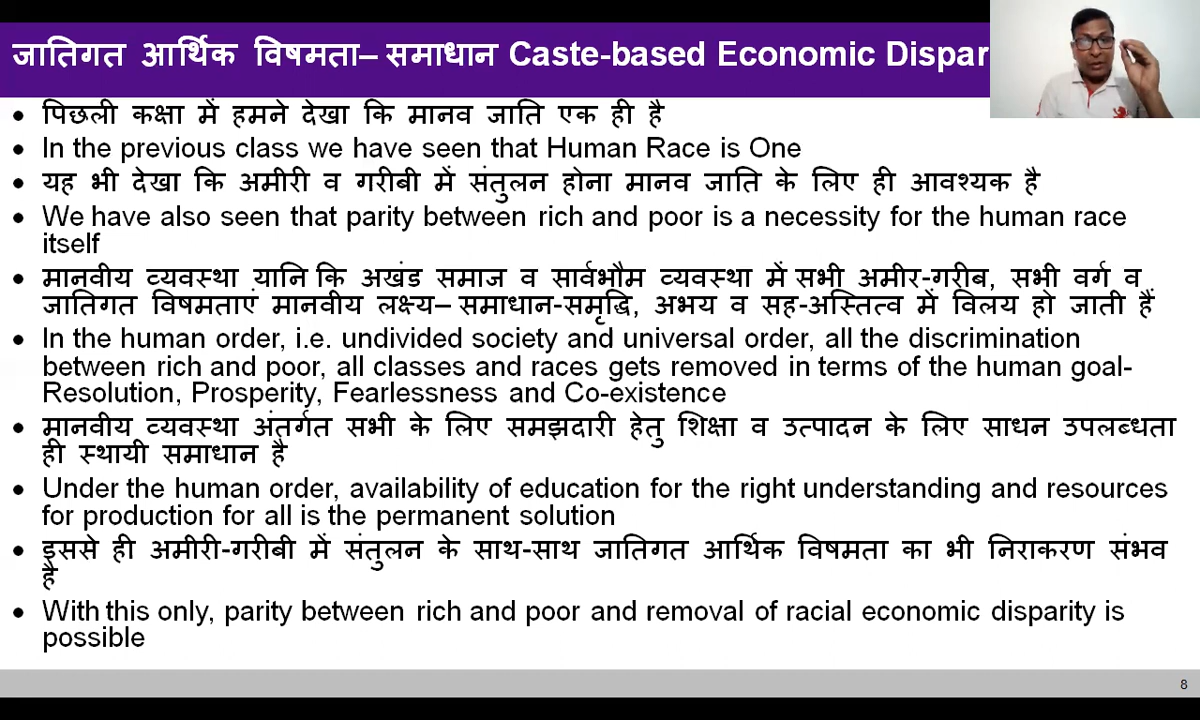 जातिगत आर्थिक विषमता– समाधान Caste-based Economic Dispar
• पिछली कक्षा में हमने देखा कि मानव जाति एक ही है
• In the previous class we have seen that Human Race is One
• यह भी देखा कि अमीरी व गरीबी में संतुलन होना मानव जाति के लिए ही आवश्यक है
• We have also seen that parity between rich and poor is a necessity for the human race
itself
• मानवीय व्यवस्था यानि कि अखंड समाज व सार्वभौम व्यवस्था में सभी अमीर-गरीब, सभी वर्ग व
जातिगत विषमताएं मानवीय लक्ष्य– समाधान-समृद्धि, अभय व सह-अस्तित्व में विलय हो जाती हैं
• In the human order, i.e. undivided society and universal order, all the discrimination
between rich and poor, all classes and races gets removed in terms of the human goal-
Resolution, Prosperity, Fearlessness and Co-existence
• मानवीय व्यवस्था अंतर्गत सभी के लिए समझदारी हेतु शिक्षा व उत्पादन के लिए साधन उपलब्धता
ही स्थायी समाधान है
• Under the human order, availability of education for the right understanding and resources
for production for all is the permanent solution
• इससे ही अमीरी-गरीबी में संतुलन के साथ-साथ जातिगत आर्थिक विषमता का भी निराकरण संभव
है
• With this only, parity between rich and poor and removal of racial economic disparity is
possible
8